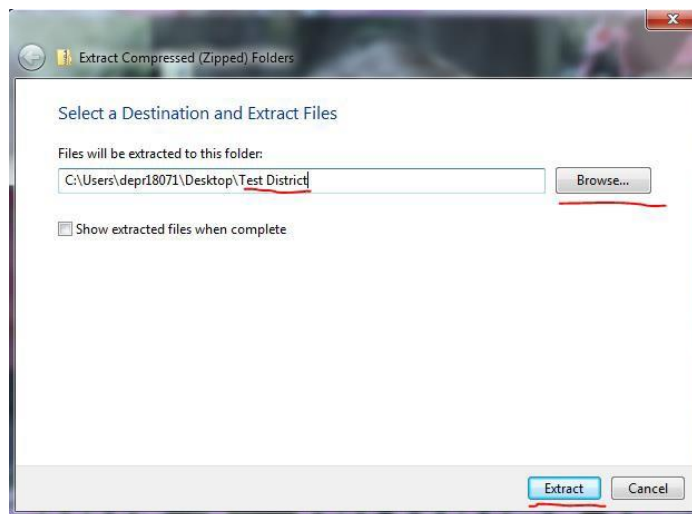 Extract Compressed (Zipped) Folders
Select a Destination and Extract Files
Files will be extracted to this folder:
C:\Users\depr18071\Desktop\Test District
Browse...
Show extracted files when complete
Extract
Cancel